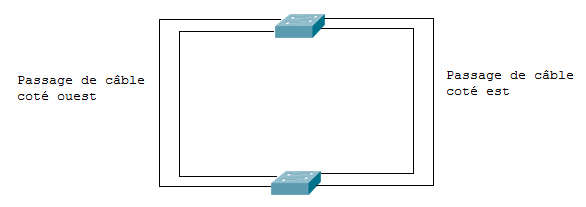 Passage de câble
coté ouest
Passage de câble
coté est